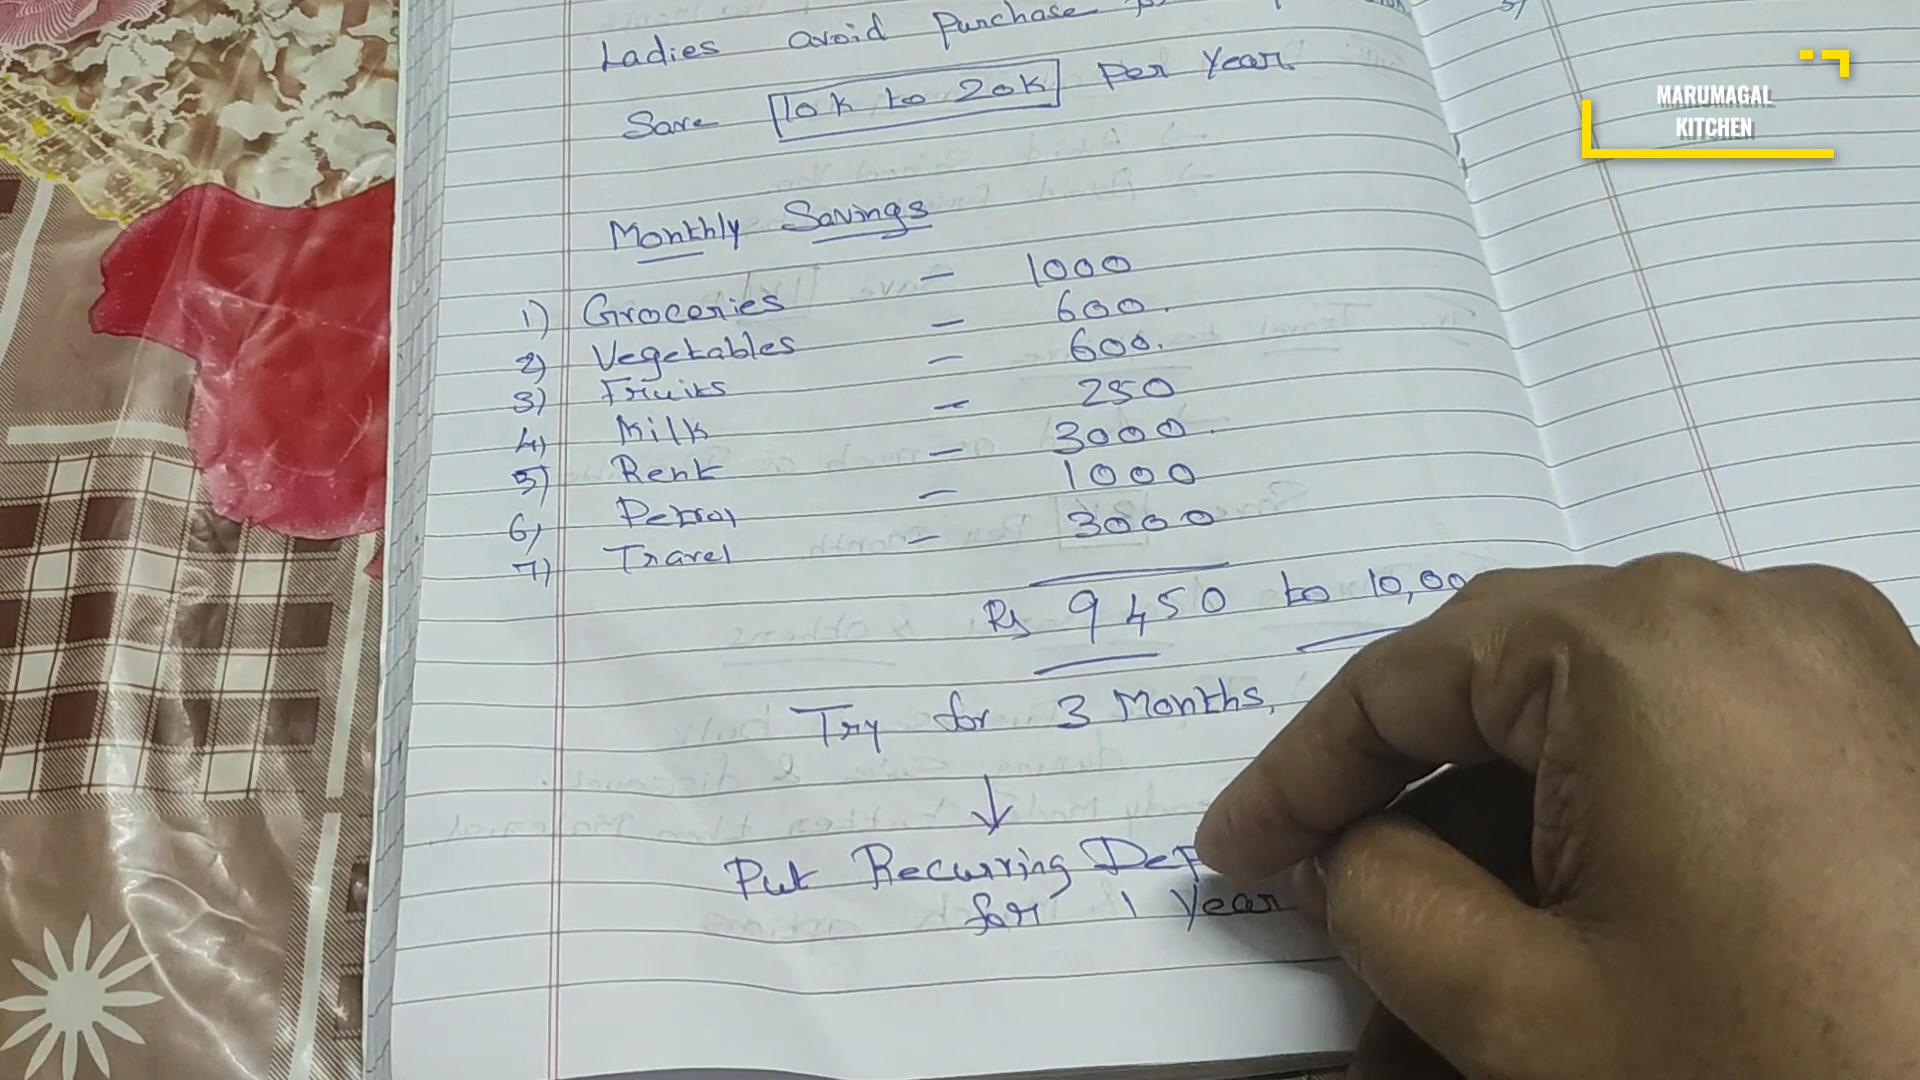 Ladies avoid Purchase
Save 10K to 20K Per Year.
Monthly Savings
1) Groceries - 1000
2) Vegetables - 600.
3) Fruits - 600.
4) Milk - 250
5) Rent - 3000.
6) Petrol - 1000
7) Travel - 3000
Rs 9450 to 10,00
Try for 3 Months,
↓
Put Recurring Dep
for 1 Year
MARUMAGAL
KITCHEN